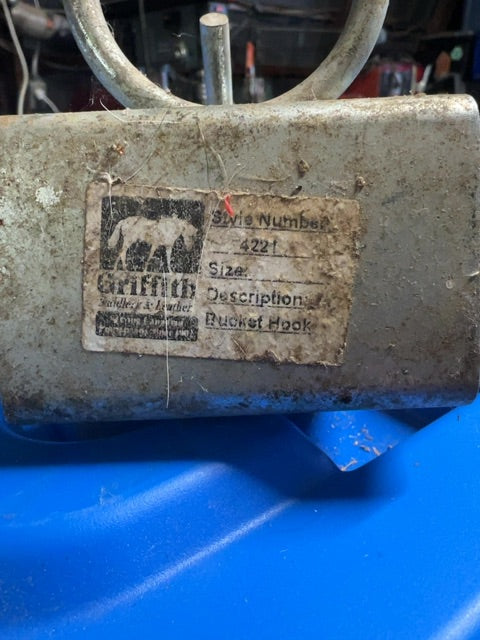 Griffith
Saddlery & Leather
Style Number:
4221
Size:
Description:
Bucket Hook